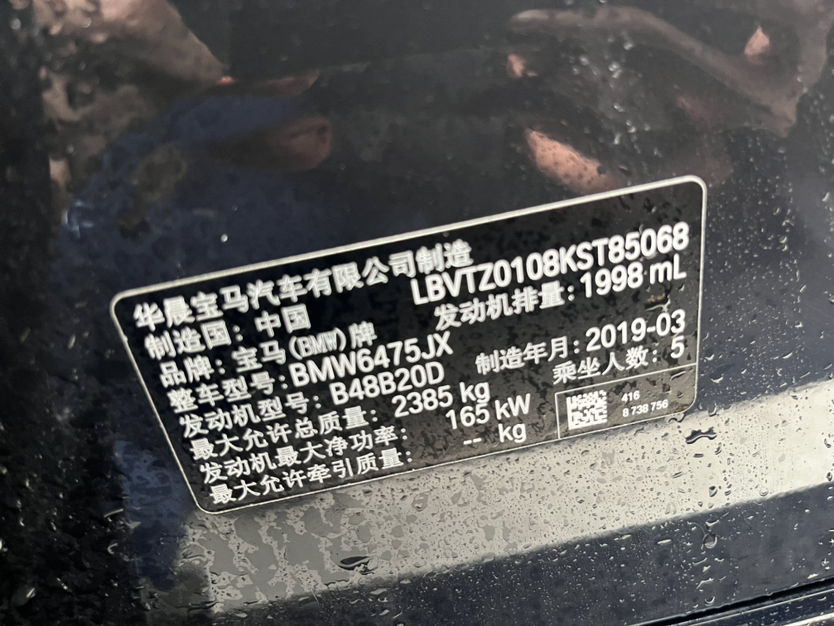 华晨宝马汽车有限公司制造
制造国：中国 LBVTZ0108KST85068
品牌：宝马(BMW)牌 发动机排量：1998 mL
整车型号：BMW6475JX
发动机型号：B48B20D 制造年月：2019-03
最大允许总质量： 2385 kg 乘坐人数：5
发动机最大净功率： 165 kW
最大允许牵引质量： -- kg
416
8 738 756